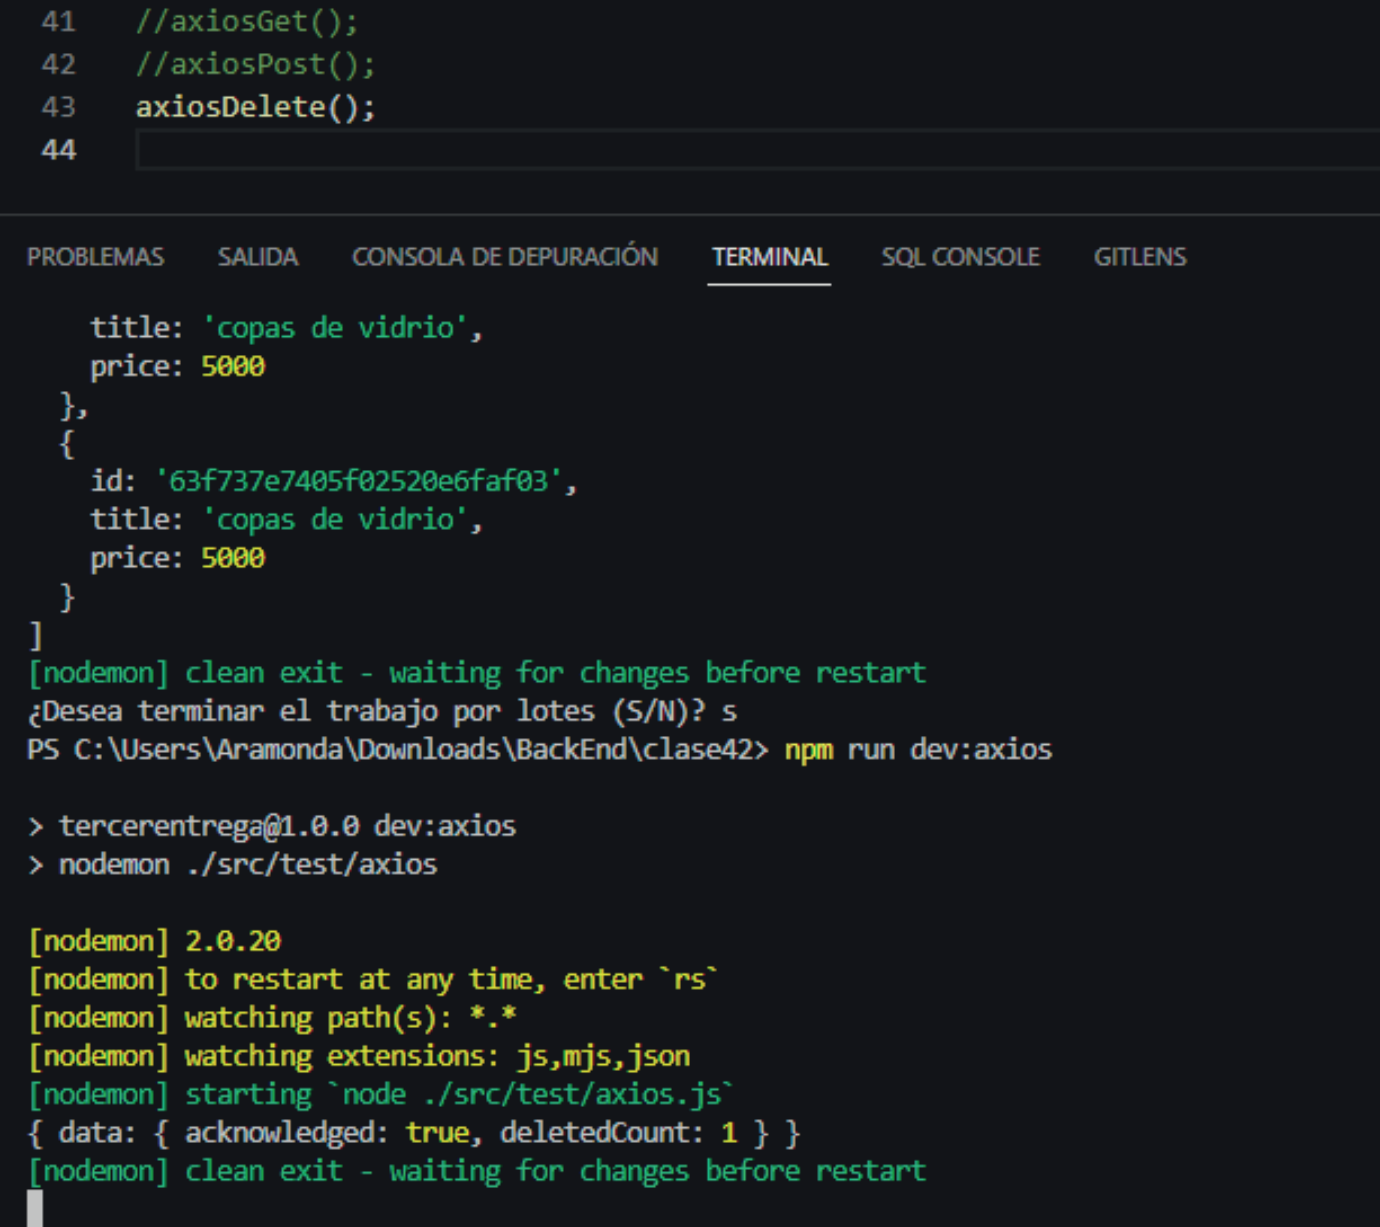 41 //axiosGet();
42 //axiosPost();
43 axiosDelete();
44
PROBLEMAS SALIDA CONSOLA DE DEPURACIÓN TERMINAL SQL CONSOLE GITLENS
title: 'copas de vidrio',
price: 5000
},
{
id: '63f737e7405f02520e6faf03',
title: 'copas de vidrio',
price: 5000
}
]
[nodemon] clean exit - waiting for changes before restart
¿Desea terminar el trabajo por lotes (S/N)? s
PS C:\Users\Aramonda\Downloads\BackEnd\clase42> npm run dev:axios
> tercerentrega@1.0.0 dev:axios
> nodemon ./src/test/axios
[nodemon] 2.0.20
[nodemon] to restart at any time, enter `rs`
[nodemon] watching path(s): *.*
[nodemon] watching extensions: js,mjs,json
[nodemon] starting `node ./src/test/axios.js`
{ data: { acknowledged: true, deletedCount: 1 } }
[nodemon] clean exit - waiting for changes before restart